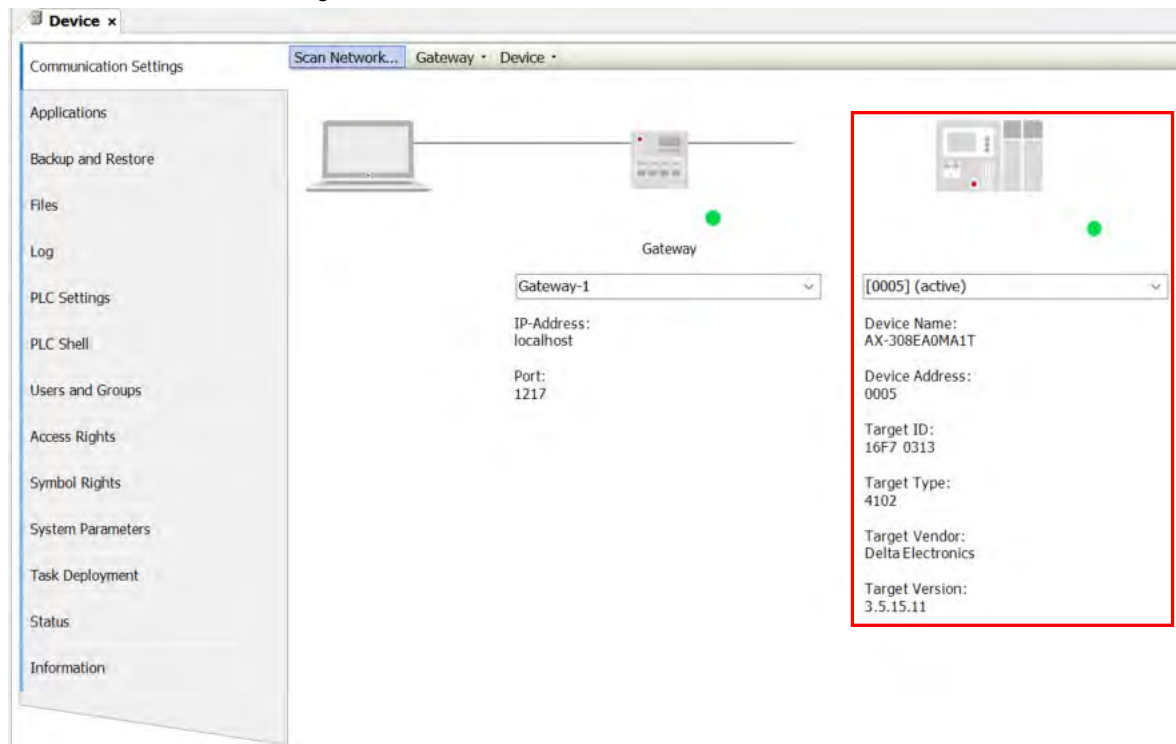 Device ×
Communication Settings
Applications
Backup and Restore
Files
Log
PLC Settings
PLC Shell
Users and Groups
Access Rights
Symbol Rights
System Parameters
Task Deployment
Status
Information
Scan Network... Gateway Device
Gateway
Gateway-1
IP-Address:
localhost
Port:
1217
[0005] (active)
Device Name:
AX-308EA0MA1T
Device Address:
0005
Target ID:
16F7 0313
Target Type:
4102
Target Vendor:
Delta Electronics
Target Version:
3.5.15.11